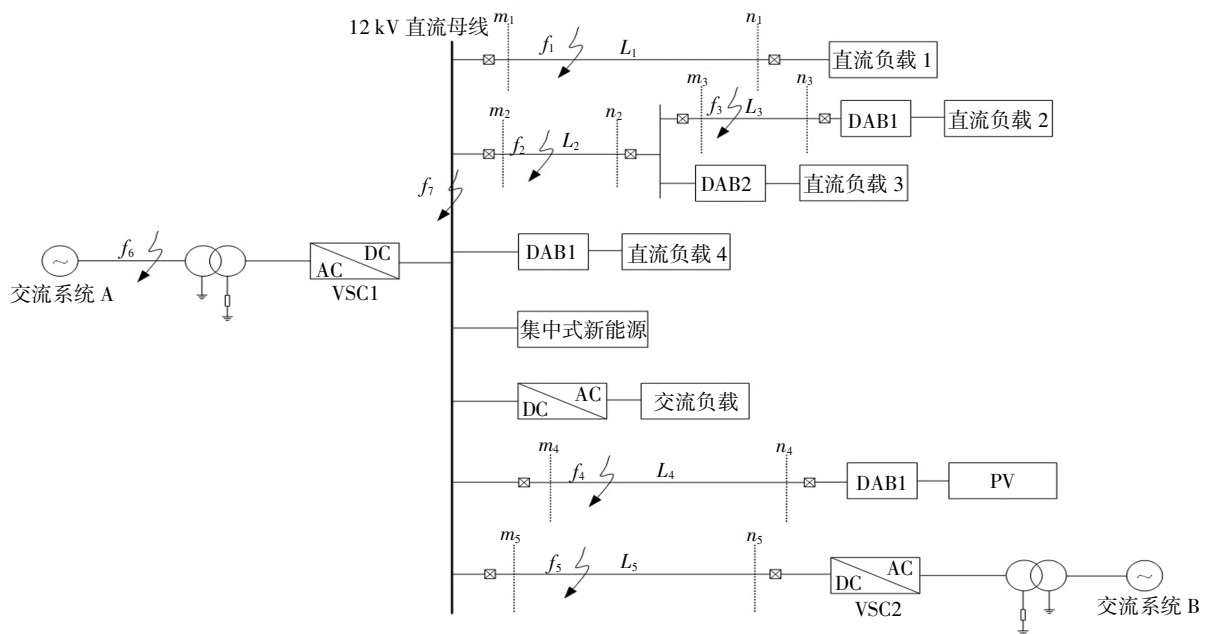 12 kV 直流母线
m₁
f₁
L₁
n₁
直流负载 1
m₂
f₂
L₂
n₂
m₃
f₃
L₃
n₃
DAB1
直流负载 2
DAB2
直流负载 3
f₇
f₆
交流系统 A
DC
AC
VSC1
DAB1
直流负载 4
集中式新能源
AC
DC
交流负载
m₄
f₄
L₄
n₄
DAB1
PV
m₅
f₅
L₅
n₅
AC
DC
VSC2
交流系统 B